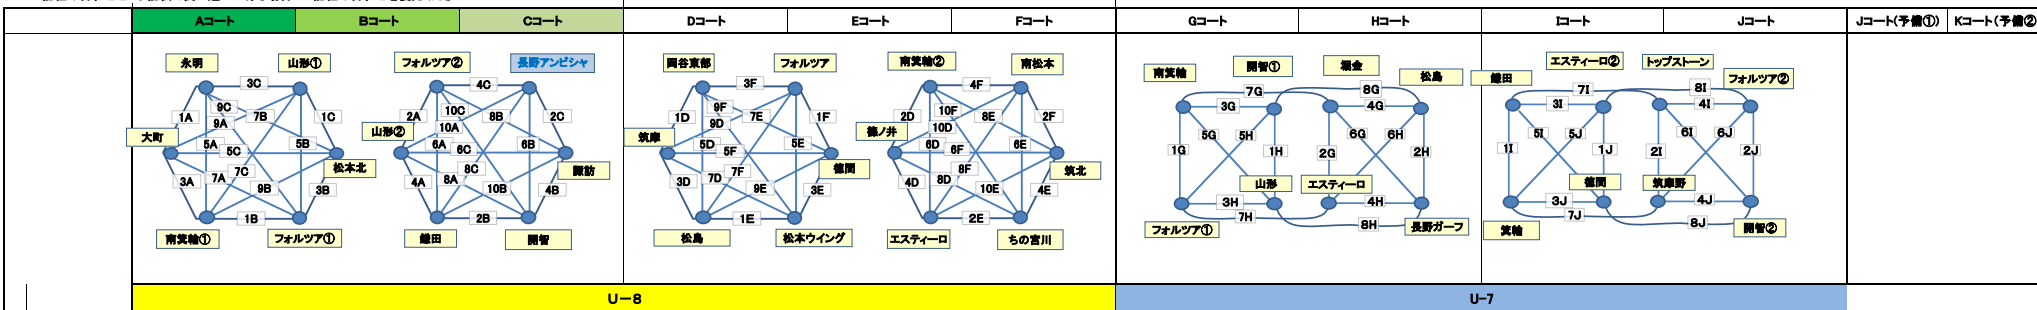 Aコート Bコート Cコート Dコート Eコート Fコート Gコート Hコート Iコート Jコート Jコート(予備①) Kコート(予備②
永明 山形① フォルツア② 長野アンビシャ 岡谷東部 フォルツア 南箕輪② 南松本
南箕輪 開智① 堀金 松島 鎌田 エスティーロ② トップストーン フォルツア②
3C 4C 3F 4F 7G 8G 7I 8I
9C 10C 9F 10F 3G 4G 3I 4I
1A 9A 7B 1C 2A 10A 8B 2C 1D 9D 7E 1F 2D 10D 8E 2F
大町 山形② 筑摩 篠ノ井
5G 5H 6G 6H 5I 5J 6I 6J
5A 5C 5B 6A 6C 6B 5D 5F 5E 6D 6F 6E
1G 1H 2G 2H 1I 1J 2I 2J
松本北 諏訪 徳間 筑北
3A 7A 7C 9B 3B 4A 8A 8C 10B 4B 3D 7D 7F 9E 3E 4D 8D 8F 10E 4E
山形 エスティーロ 徳間 筑摩野
3H 4H 3J 4J
1B 2B 1E 2E 7H 8H 7J 8J
南箕輪① フォルツア① 鎌田 開智 松島 松本ウイング エスティーロ ちの宮川
フォルツア① 長野ガーフ 箕輪 開智②
U－8 U-7